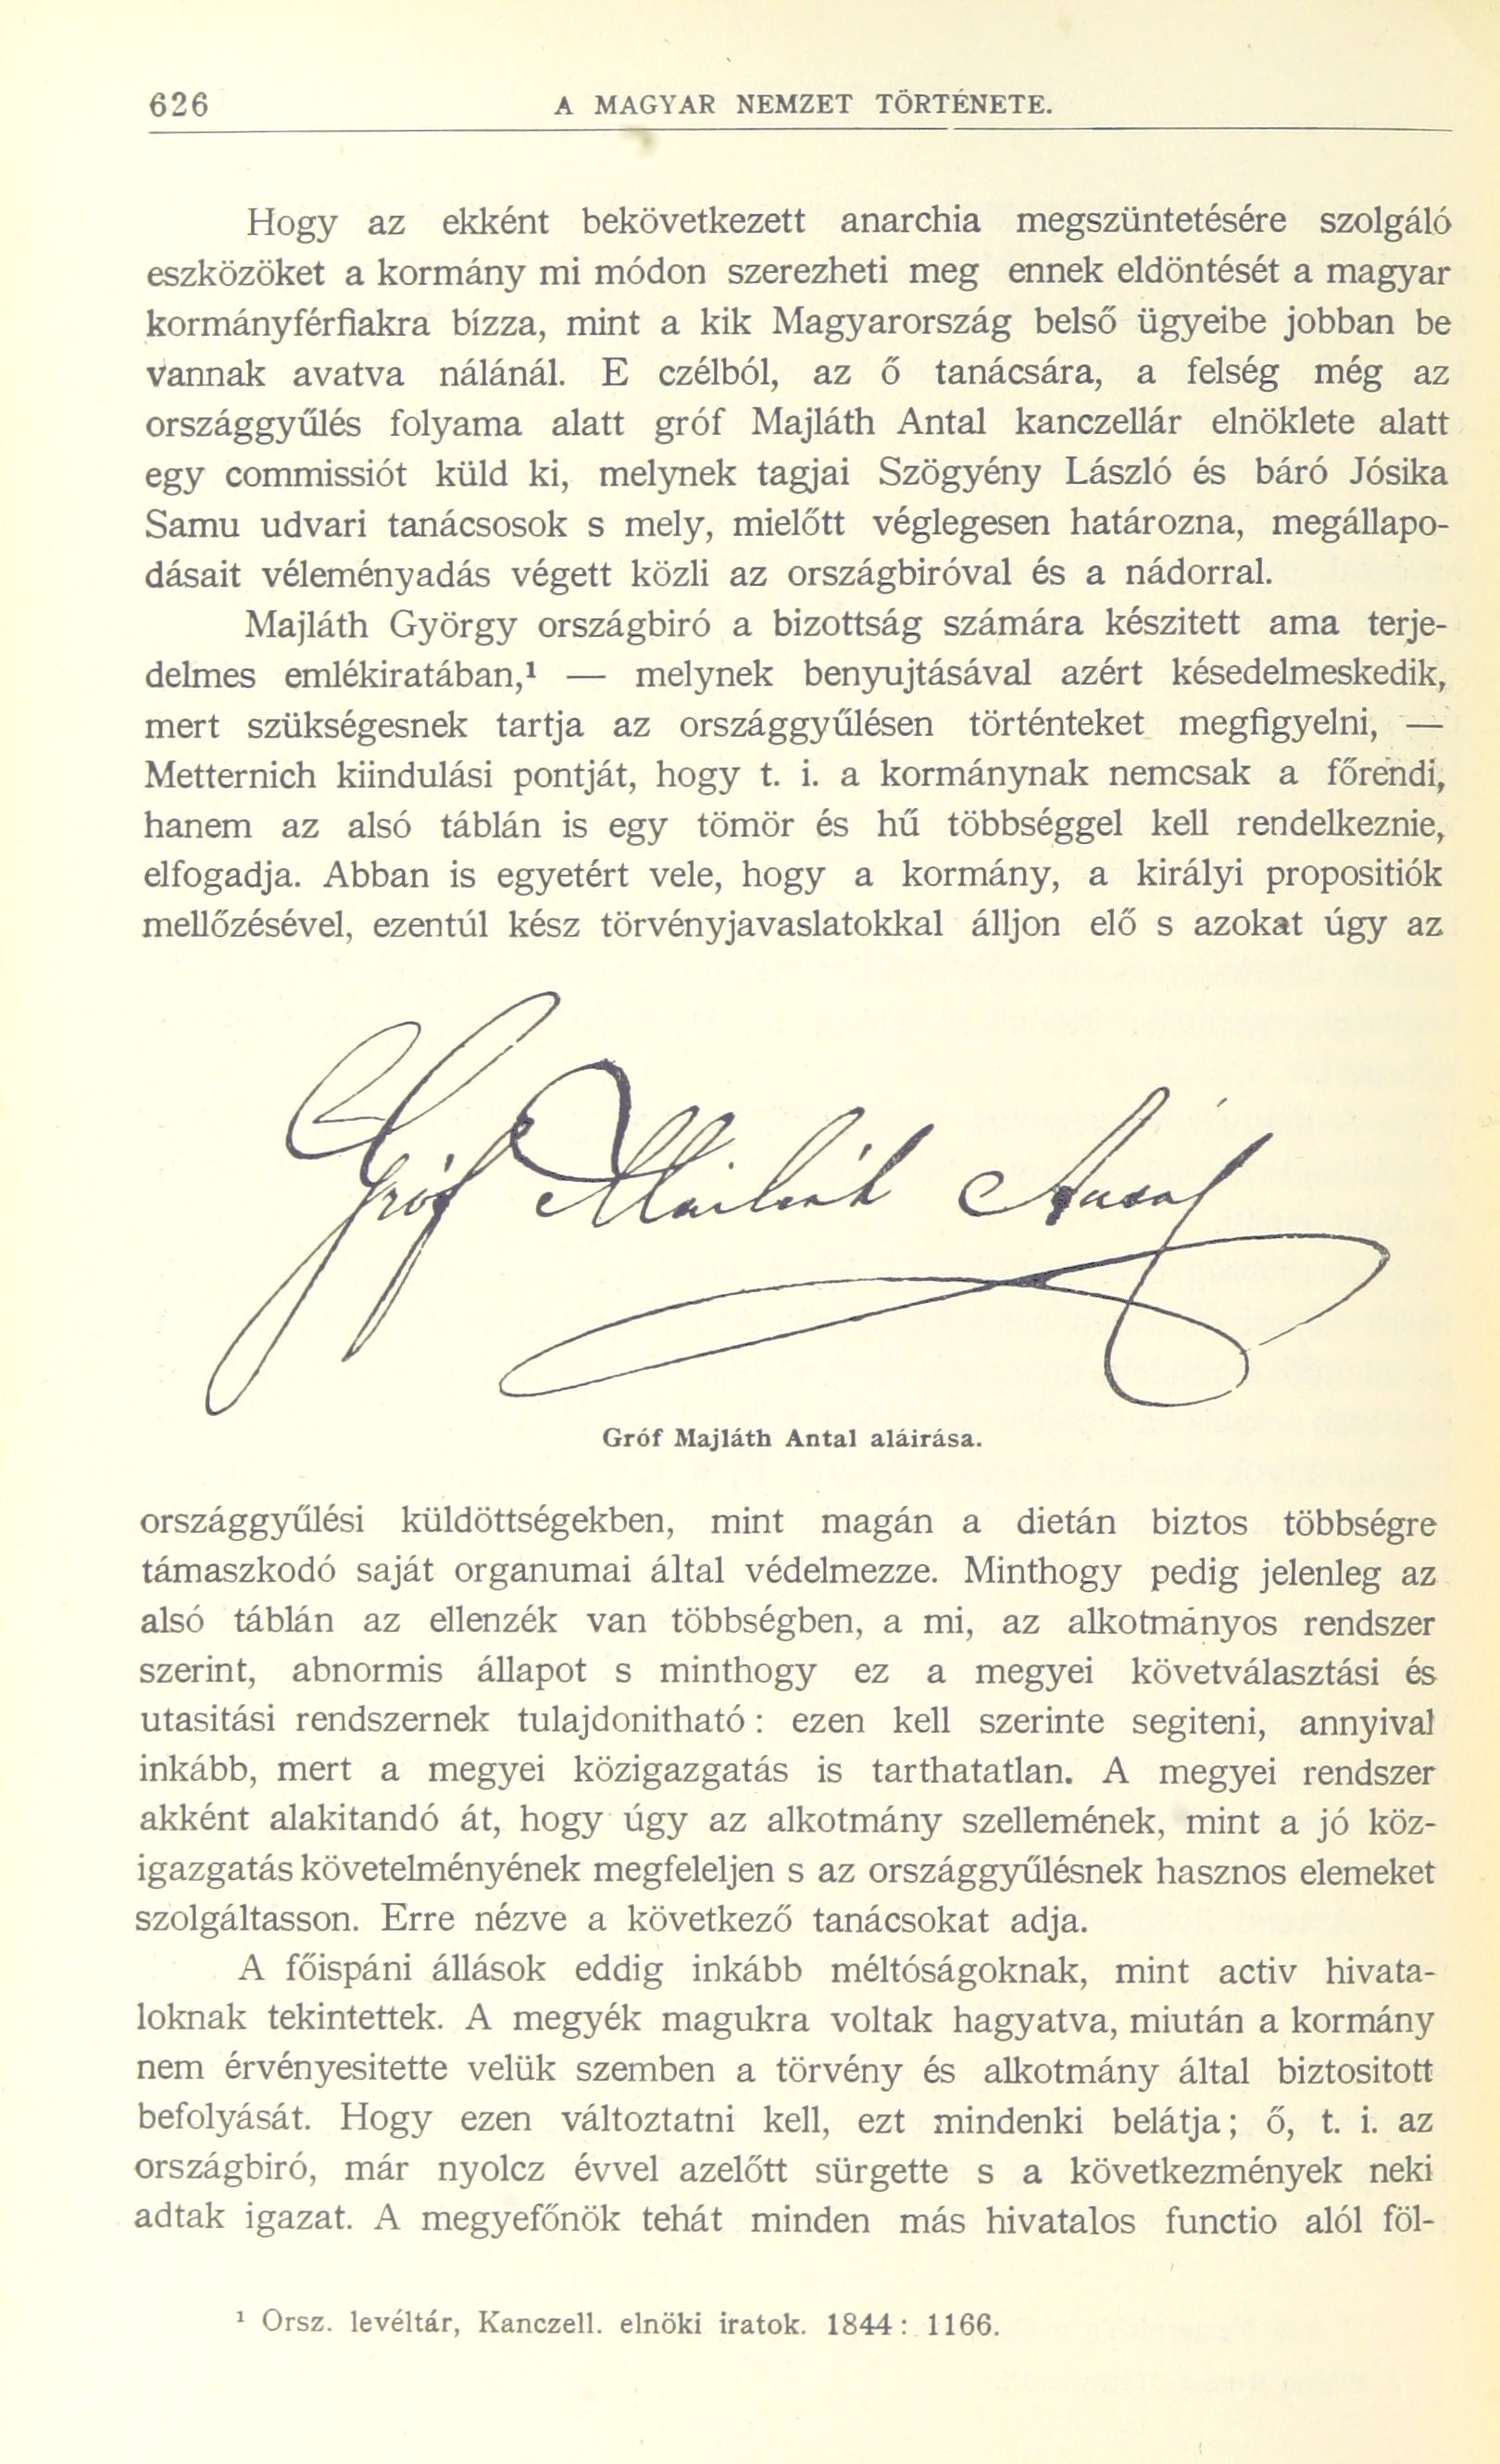 626 A MAGYAR NEMZET TÖRTÉNETE.
Hogy az ekként bekövetkezett anarchia megszüntetésére szolgáló
eszközöket a kormány mi módon szerezheti meg ennek eldöntését a magyar
kormányférfiakra bízza, mint a kik Magyarország belső ügyeibe jobban be
vannak avatva nálánál. E czélból, az ő tanácsára, a felség még az
országgyűlés folyama alatt gróf Majláth Antal kanczellár elnöklete alatt
egy commissiót küld ki, melynek tagjai Szögyény László és báró Jósika
Samu udvari tanácsosok s mely, mielőtt véglegesen határozna, megállapo-
dásait véleményadás végett közli az országbiróval és a nádorral.
Majláth György országbiró a bizottság számára készitett ama terje-
delmes emlékiratában,¹ — melynek benyujtásával azért késedelmeskedik,
mert szükségesnek tartja az országgyűlésen történteket megfigyelni, —
Metternich kiindulási pontját, hogy t. i. a kormánynak nemcsak a főrendi,
hanem az alsó táblán is egy tömör és hű többséggel kell rendelkeznie,
elfogadja. Abban is egyetért vele, hogy a kormány, a királyi propositiók
mellőzésével, ezentúl kész törvényjavaslatokkal álljon elő s azokat úgy az
Gróf Mailáth Antal
Gróf Majláth Antal aláirása.
országgyűlési küldöttségekben, mint magán a dietán biztos többségre
támaszkodó saját organumai által védelmezze. Minthogy pedig jelenleg az
alsó táblán az ellenzék van többségben, a mi, az alkotmányos rendszer
szerint, abnormis állapot s minthogy ez a megyei követválasztási és
utasitási rendszernek tulajdonitható: ezen kell szerinte segiteni, annyival
inkább, mert a megyei közigazgatás is tarthatatlan. A megyei rendszer
akként alakitandó át, hogy úgy az alkotmány szellemének, mint a jó köz-
igazgatás követelményének megfeleljen s az országgyűlésnek hasznos elemeket
szolgáltasson. Erre nézve a következő tanácsokat adja.
A főispáni állások eddig inkább méltóságoknak, mint activ hivata-
loknak tekintettek. A megyék magukra voltak hagyatva, miután a kormány
nem érvényesitette velük szemben a törvény és alkotmány által biztositott
befolyását. Hogy ezen változtatni kell, ezt mindenki belátja; ő, t. i. az
országbiró, már nyolcz évvel azelőtt sürgette s a következmények neki
adtak igazat. A megyefőnök tehát minden más hivatalos functio alól föl-
¹ Orsz. levéltár, Kanczell. elnöki iratok. 1844: 1166.